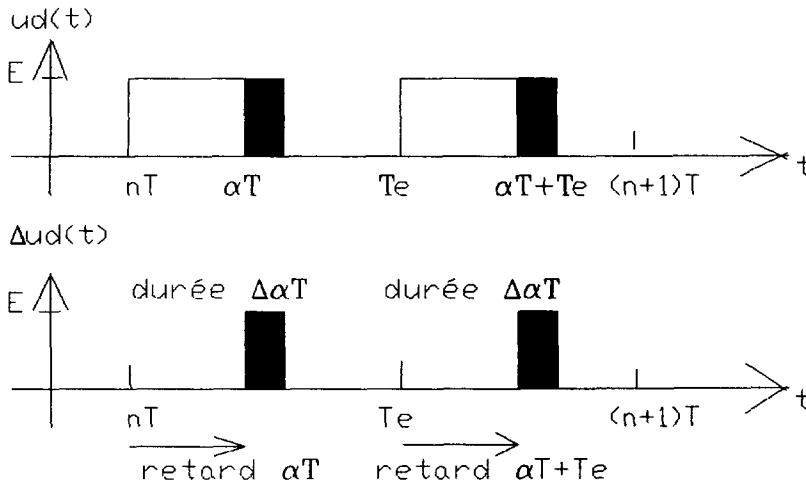 ud(t)
E
nT αT Te αT+Te (n+1)T t
Δud(t)
durée ΔαT durée ΔαT
E
nT Te (n+1)T t
retard αT retard αT+Te